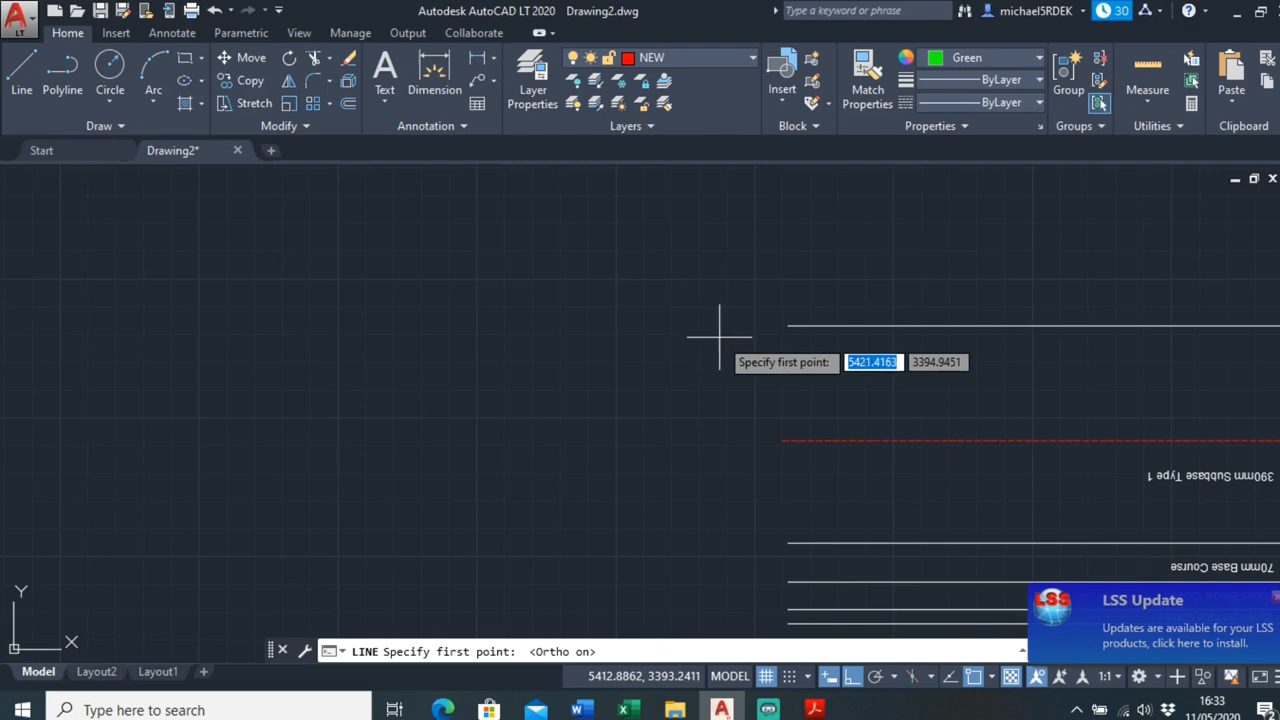 Autodesk AutoCAD LT 2020 Drawing2.dwg
Type a keyword or phrase
michael5RDEK
30
LT
Home Insert Annotate Parametric View Manage Output Collaborate
Line Polyline Circle Arc
Move
Copy
Stretch
Text Dimension
Layer Properties
NEW
Insert
Match Properties
Green
ByLayer
ByLayer
Group
Measure
Paste
Draw Modify Annotation Layers Block Properties Groups Utilities Clipboard
Start Drawing2*
Specify first point: 5421.4163 3394.9451
390mm Subbase Type 1
70mm Base Course
LSS
LSS Update
Updates are available for your LSS
products, click here to install.
Y
X
LINE Specify first point: <Ortho on>
Model Layout2 Layout1
5412.8862, 3393.2411 MODEL
1:1
Type here to search
16:33
11/05/2020